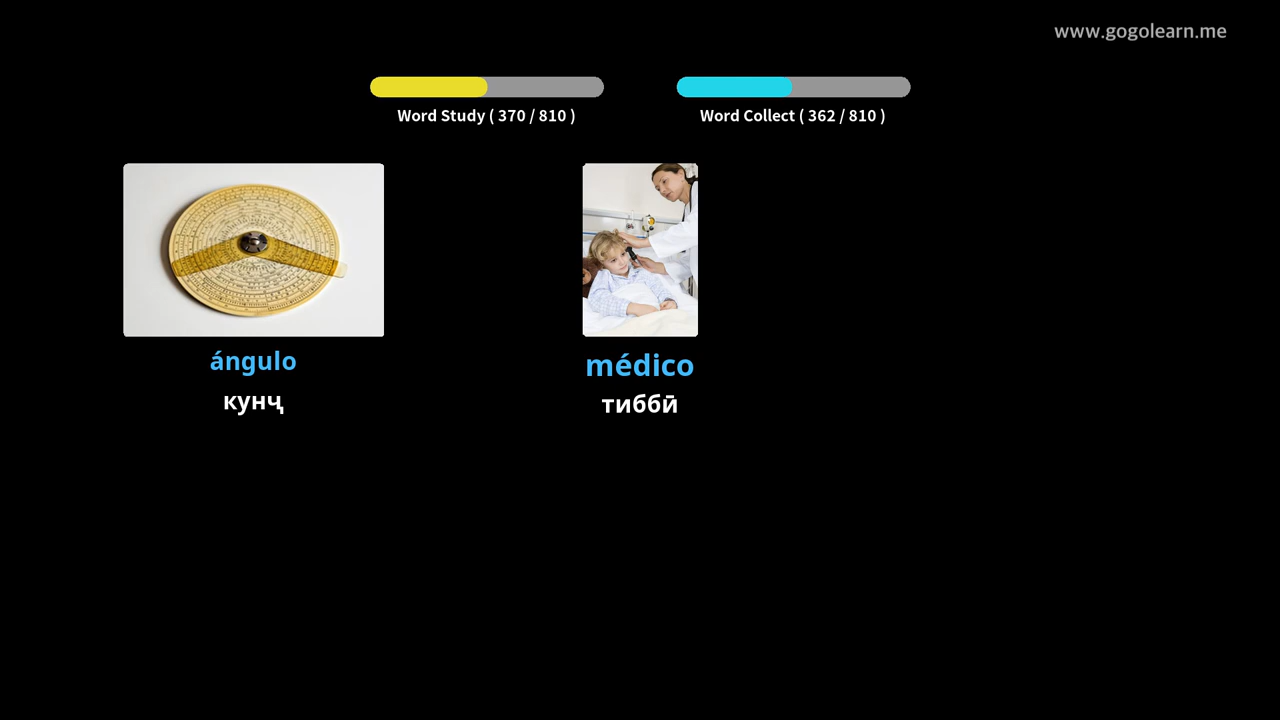 www.gogolearn.me
Word Study ( 370 / 810 )
Word Collect ( 362 / 810 )
ángulo
кунҷ
médico
тиббӣ